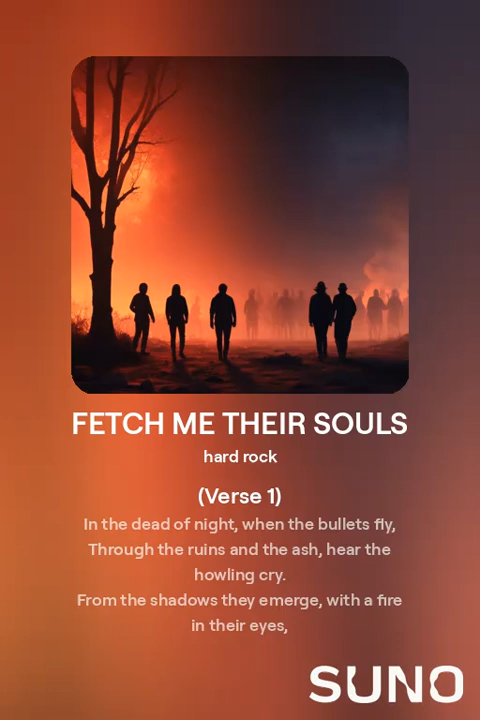 FETCH ME THEIR SOULS
hard rock
(Verse 1)
In the dead of night, when the bullets fly,
Through the ruins and the ash, hear the
howling cry.
From the shadows they emerge, with a fire
in their eyes,
SUNO